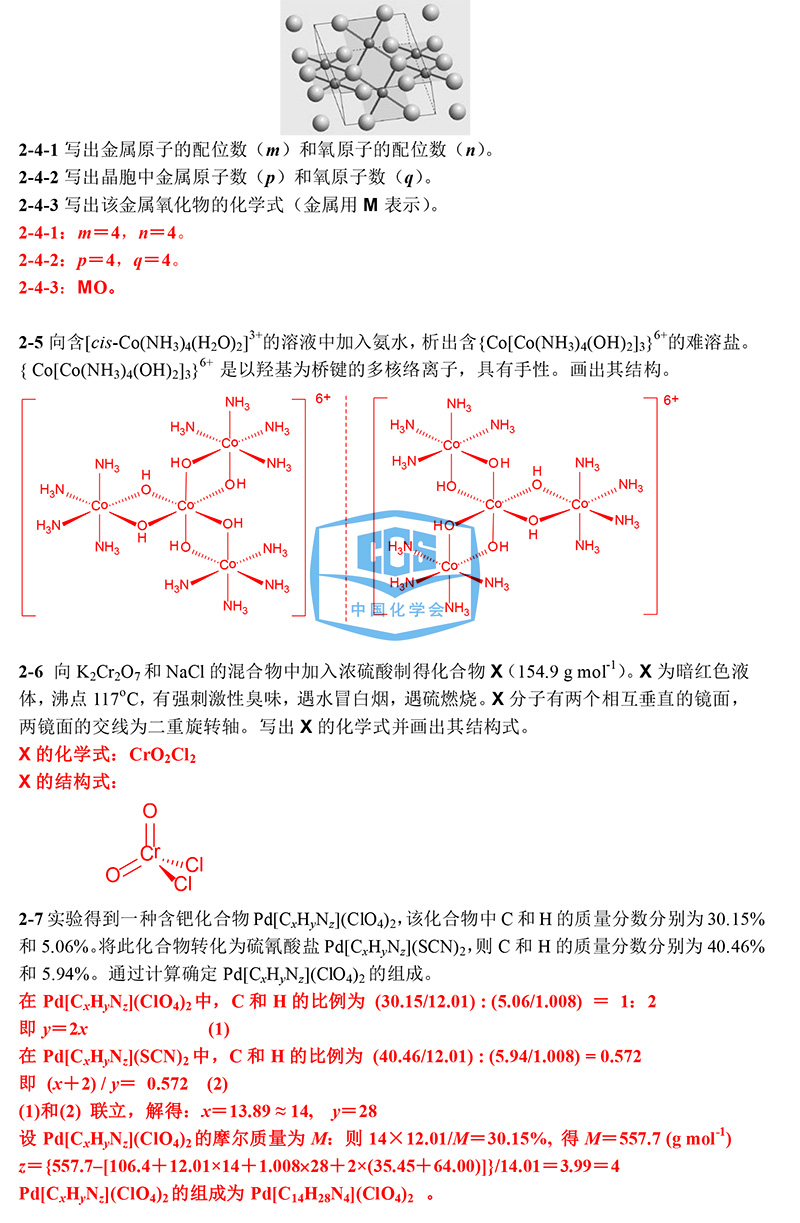 2-4-1 写出金属原子的配位数（m）和氧原子的配位数（n）。
2-4-2 写出晶胞中金属原子数（p）和氧原子数（q）。
2-4-3 写出该金属氧化物的化学式（金属用 M 表示）。
2-4-1：m＝4，n＝4。
2-4-2：p＝4，q＝4。
2-4-3：MO。
2-5 向含[cis-Co(NH₃)₄(H₂O)₂]³⁺的溶液中加入氨水，析出含{Co[Co(NH₃)₄(OH)₂]₃}⁶⁺的难溶盐。
{ Co[Co(NH₃)₄(OH)₂]₃}⁶⁺ 是以羟基为桥键的多核络离子，具有手性。画出其结构。
NH₃ 6+ NH₃ 6+
H₃N NH₃ H₃N NH₃
Co Co
NH₃ HO NH₃ H₃N OH NH₃
H H
H₃N O OH HO O NH₃
Co Co Co Co
H₃N O OH HO O NH₃
H H
NH₃ HO NH₃ H₃N OH NH₃
Co Co
H₃N NH₃ H₃N NH₃
NH₃ 中国化学会 NH₃
2-6 向 K₂Cr₂O₇ 和 NaCl 的混合物中加入浓硫酸制得化合物 X（154.9 g mol⁻¹）。X 为暗红色液
体，沸点 117°C，有强刺激性臭味，遇水冒白烟，遇硫燃烧。X 分子有两个相互垂直的镜面，
两镜面的交线为二重旋转轴。写出 X 的化学式并画出其结构式。
X 的化学式：CrO₂Cl₂
X 的结构式：
O
Cr
O Cl
Cl
2-7 实验得到一种含钯化合物 Pd[CₓHᵧN_z](ClO₄)₂，该化合物中 C 和 H 的质量分数分别为 30.15%
和 5.06%。将此化合物转化为硫氰酸盐 Pd[CₓHᵧN_z](SCN)₂，则 C 和 H 的质量分数分别为 40.46%
和 5.94%。通过计算确定 Pd[CₓHᵧN_z](ClO₄)₂ 的组成。
在 Pd[CₓHᵧN_z](ClO₄)₂ 中，C 和 H 的比例为 (30.15/12.01) : (5.06/1.008) ＝ 1：2
即 y＝2x (1)
在 Pd[CₓHᵧN_z](SCN)₂ 中，C 和 H 的比例为 (40.46/12.01) : (5.94/1.008) = 0.572
即 (x＋2) / y＝ 0.572 (2)
(1)和(2) 联立，解得：x＝13.89 ≈ 14, y＝28
设 Pd[CₓHᵧN_z](ClO₄)₂ 的摩尔质量为 M：则 14×12.01/M＝30.15%, 得 M＝557.7 (g mol⁻¹)
z＝{557.7–[106.4＋12.01×14＋1.008×28＋2×(35.45＋64.00)]}/14.01＝3.99＝4
Pd[CₓHᵧN_z](ClO₄)₂ 的组成为 Pd[C₁₄H₂₈N₄](ClO₄)₂ 。